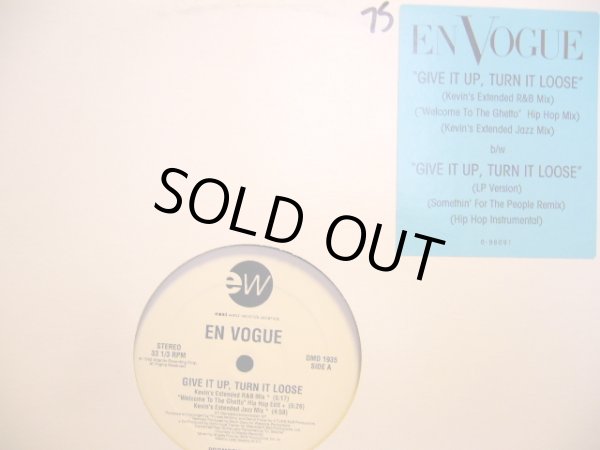 75
EN VOGUE
"GIVE IT UP, TURN IT LOOSE"
(Kevin's Extended R&B Mix)
("Welcome To The Ghetto" Hip Hop Mix)
(Kevin's Extended Jazz Mix)
b/w
"GIVE IT UP, TURN IT LOOSE"
(LP Version)
(Somethin' For The People Remix)
(Hip Hop Instrumental)
0-96091
SOLD OUT
ew
EN VOGUE
STEREO
33 1/3 RPM
DMD 1935
SIDE A
GIVE IT UP, TURN IT LOOSE
Kevin's Extended R&B Mix * (5:17)
"Welcome To The Ghetto" Hip Hop Edit + (5:26)
Kevin's Extended Jazz Mix * (4:58)